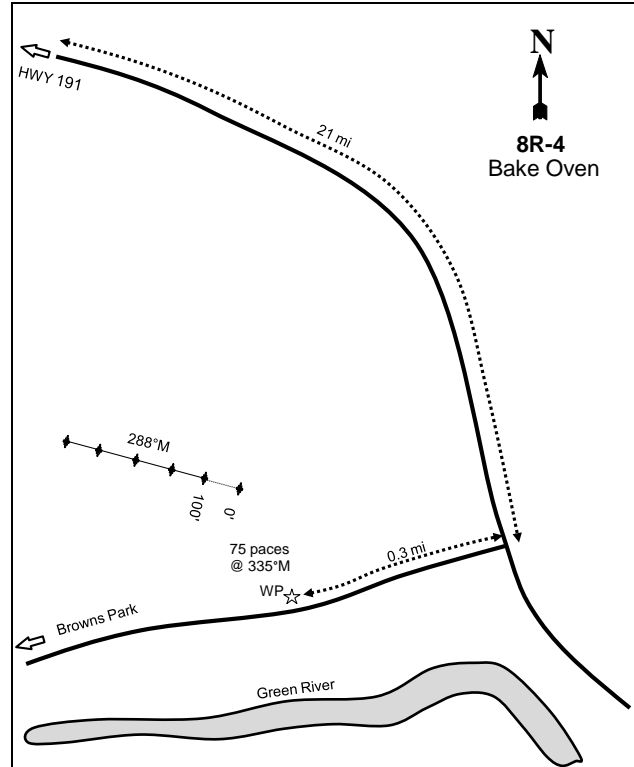 N
HWY 191
21 mi
8R-4
Bake Oven
288°M
0'
100'
75 paces
@ 335°M
0.3 mi
WP
Browns Park
Green River